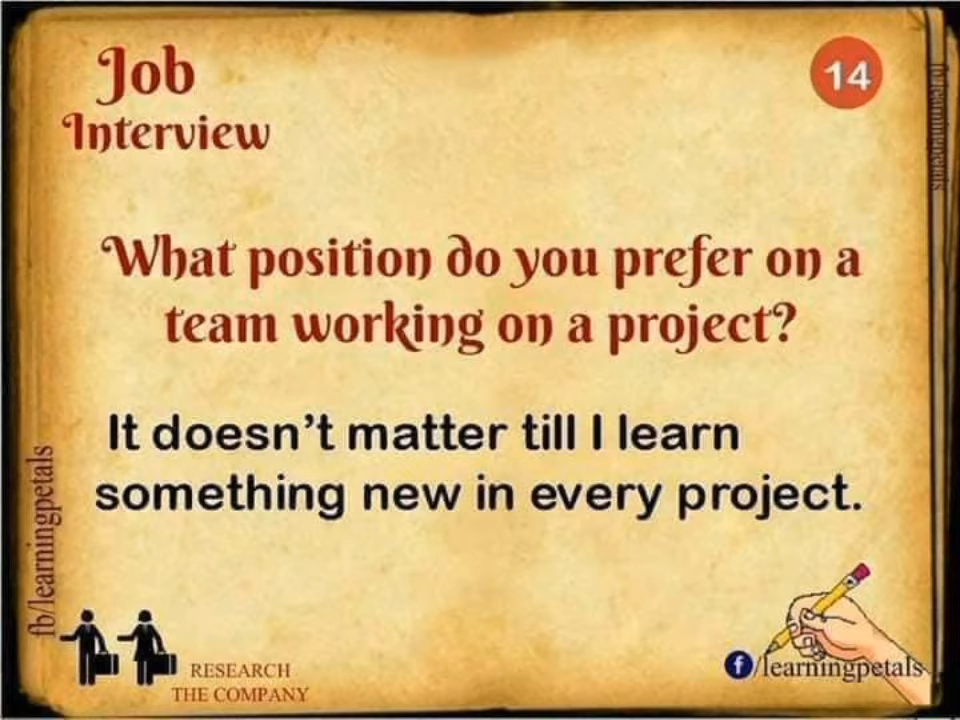 Job
Interview
14
What position do you prefer on a
team working on a project?
It doesn't matter till I learn
something new in every project.
fb/learningpetals
RESEARCH
THE COMPANY
f/learningpetals